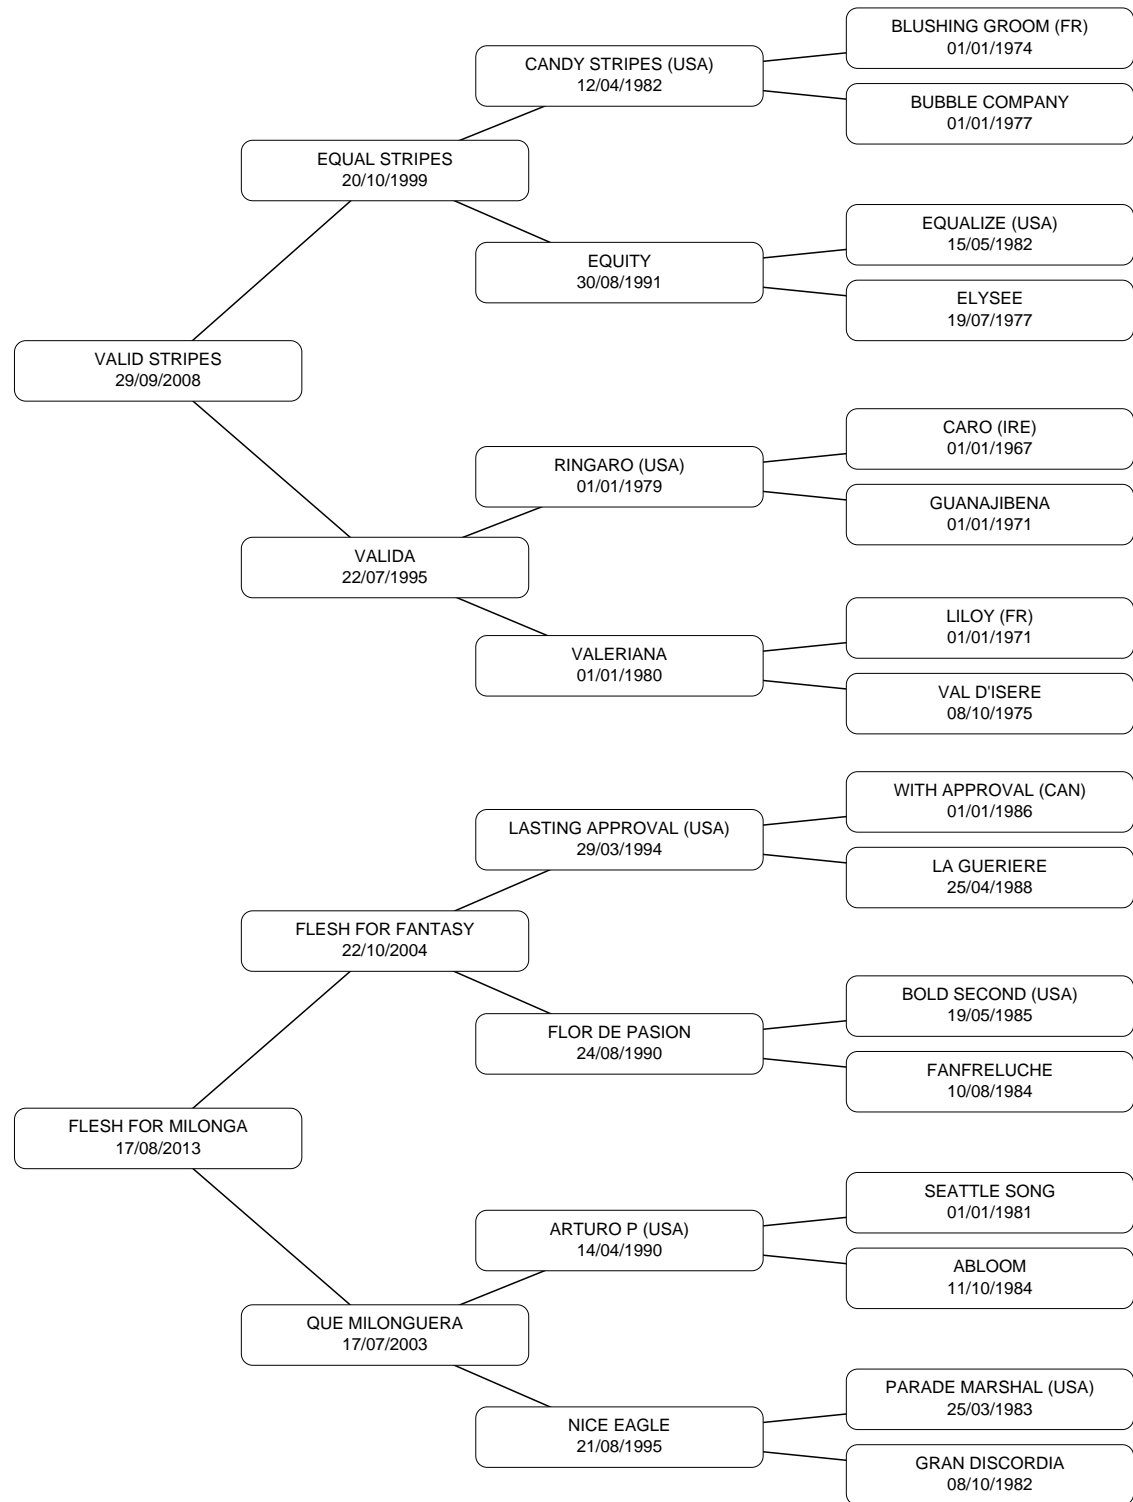 BLUSHING GROOM (FR)
01/01/1974
CANDY STRIPES (USA)
12/04/1982
BUBBLE COMPANY
01/01/1977
EQUAL STRIPES
20/10/1999
EQUALIZE (USA)
15/05/1982
EQUITY
30/08/1991
ELYSEE
19/07/1977
VALID STRIPES
29/09/2008
CARO (IRE)
01/01/1967
RINGARO (USA)
01/01/1979
GUANAJIBENA
01/01/1971
VALIDA
22/07/1995
LILOY (FR)
01/01/1971
VALERIANA
01/01/1980
VAL D'ISERE
08/10/1975
WITH APPROVAL (CAN)
01/01/1986
LASTING APPROVAL (USA)
29/03/1994
LA GUERIERE
25/04/1988
FLESH FOR FANTASY
22/10/2004
BOLD SECOND (USA)
19/05/1985
FLOR DE PASION
24/08/1990
FANFRELUCHE
10/08/1984
FLESH FOR MILONGA
17/08/2013
SEATTLE SONG
01/01/1981
ARTURO P (USA)
14/04/1990
ABLOOM
11/10/1984
QUE MILONGUERA
17/07/2003
PARADE MARSHAL (USA)
25/03/1983
NICE EAGLE
21/08/1995
GRAN DISCORDIA
08/10/1982